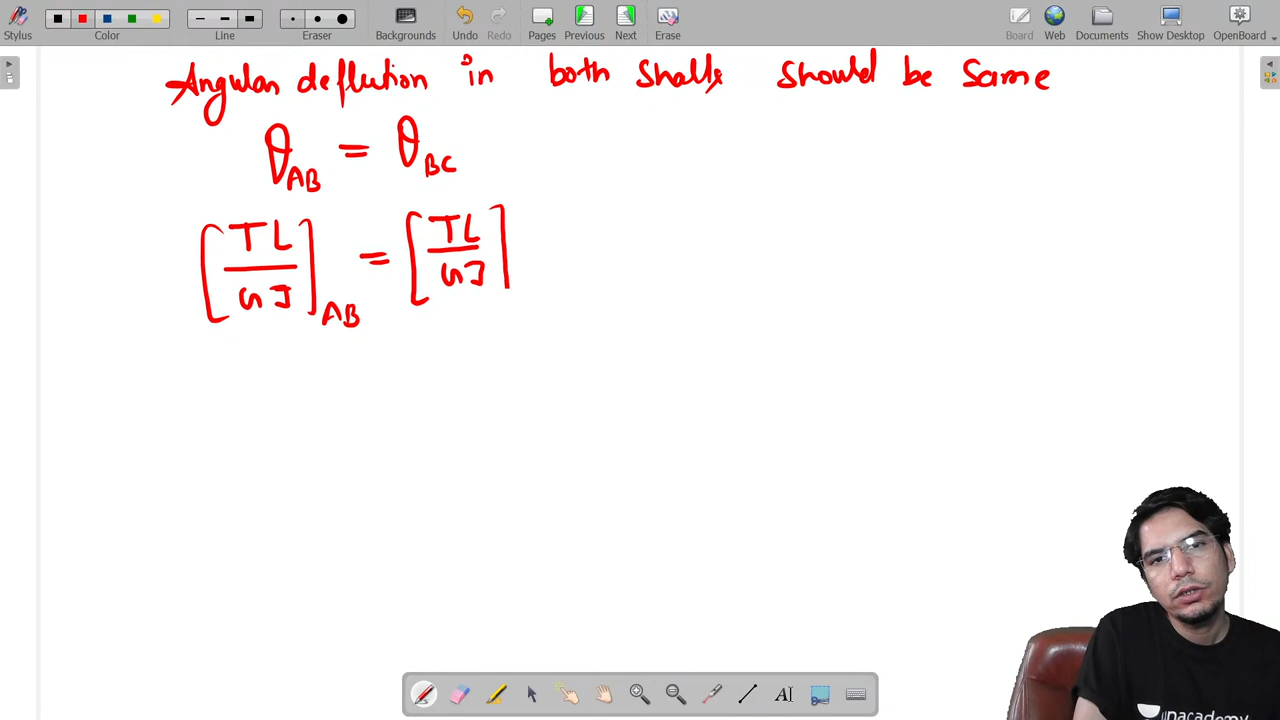 Stylus
Color
Line
Eraser
Backgrounds
Undo
Redo
Pages
Previous
Next
Erase
Board
Web
Documents
Show Desktop
OpenBoard
Angular deflection in both shafts should be same
θAB = θBC
[TL/GJ]AB = [TL/GJ]
unacademy